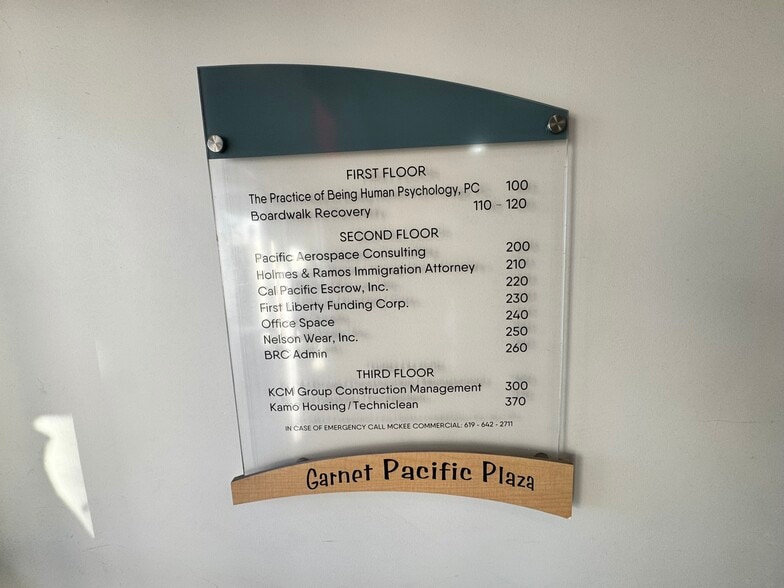 FIRST FLOOR
The Practice of Being Human Psychology, PC 100
Boardwalk Recovery 110 - 120
SECOND FLOOR
Pacific Aerospace Consulting 200
Holmes & Ramos Immigration Attorney 210
Cal Pacific Escrow, Inc. 220
First Liberty Funding Corp. 230
Office Space 240
Nelson Wear, Inc. 250
BRC Admin 260
THIRD FLOOR
KCM Group Construction Management 300
Kamo Housing / Techniclean 370
IN CASE OF EMERGENCY CALL MCKEE COMMERCIAL: 619 - 642 - 2711
Garnet Pacific Plaza